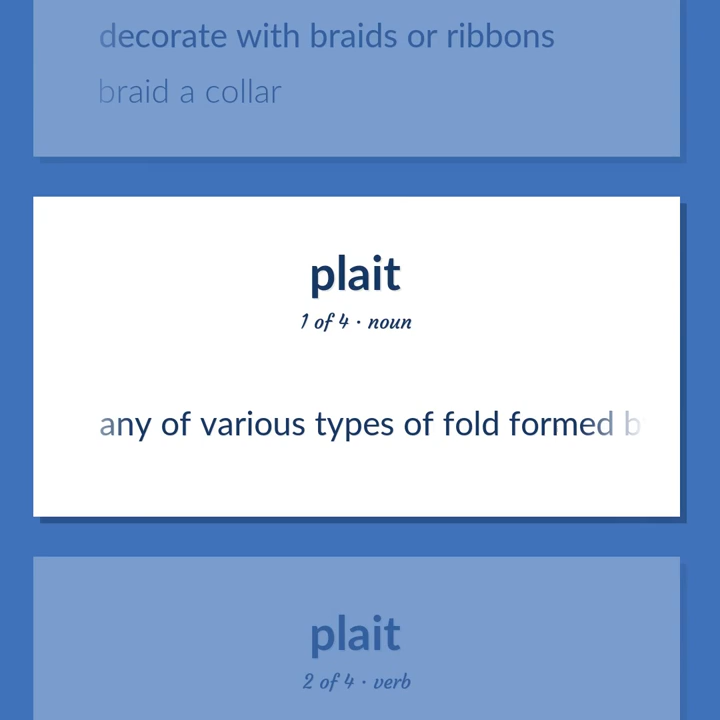 decorate with braids or ribbons
braid a collar
plait
1 of 4 · noun
any of various types of fold formed b
plait
2 of 4 · verb